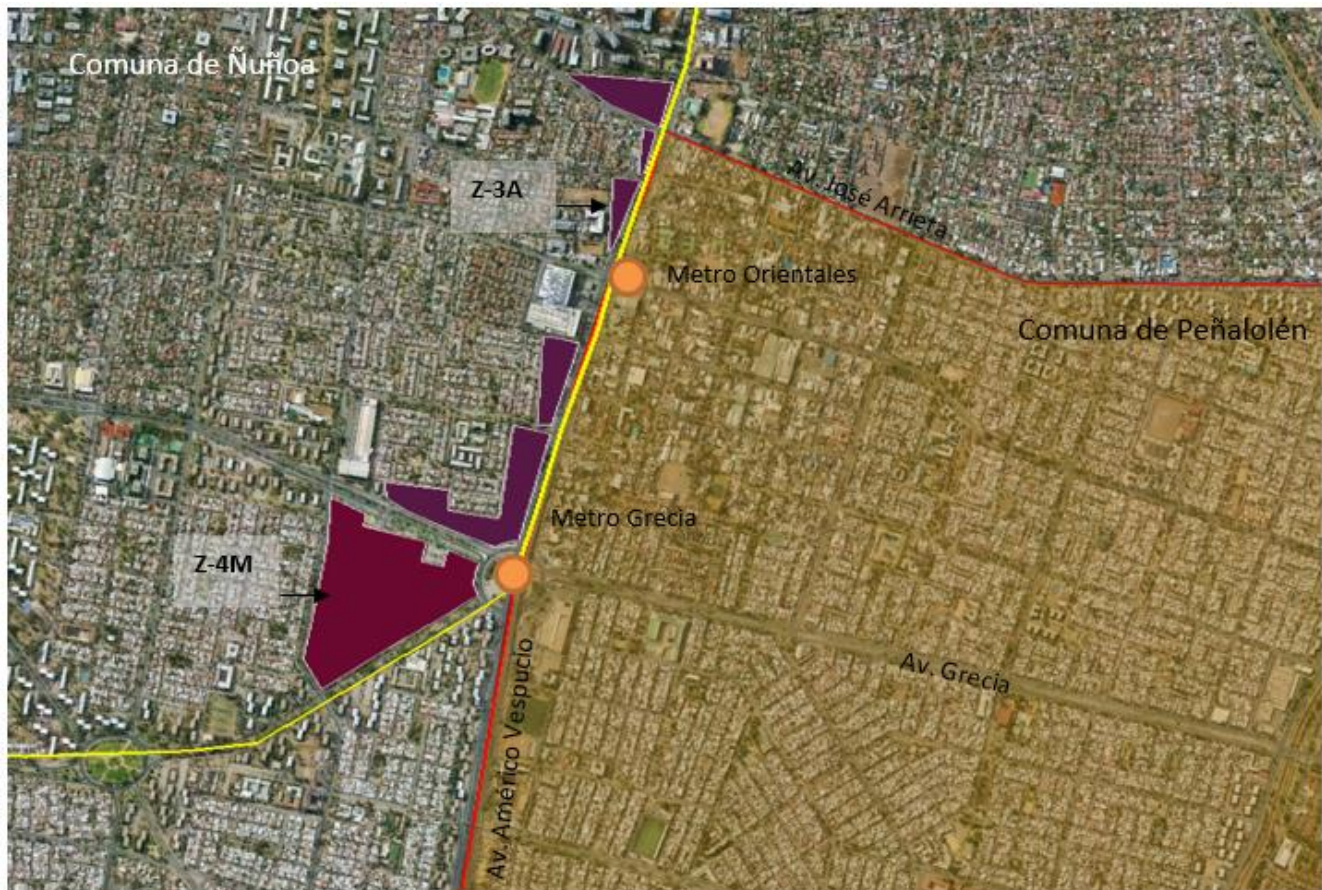 Comuna de Ñuñoa
Z-3A
Av. José Arrieta
Metro Orientales
Comuna de Peñalolén
Metro Grecia
Z-4M
Av. Grecia
Av. Américo Vespucio